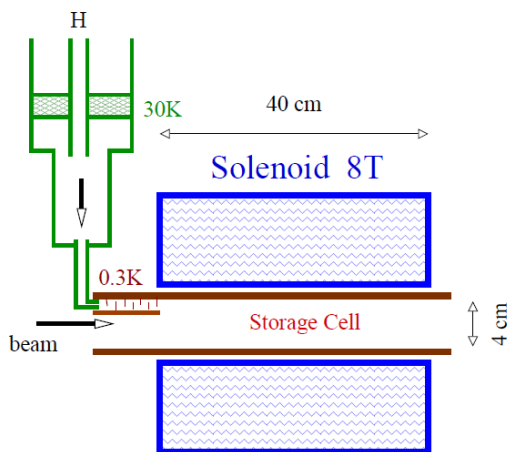 H
30K
40 cm
Solenoid 8T
0.3K
Storage Cell
4 cm
beam